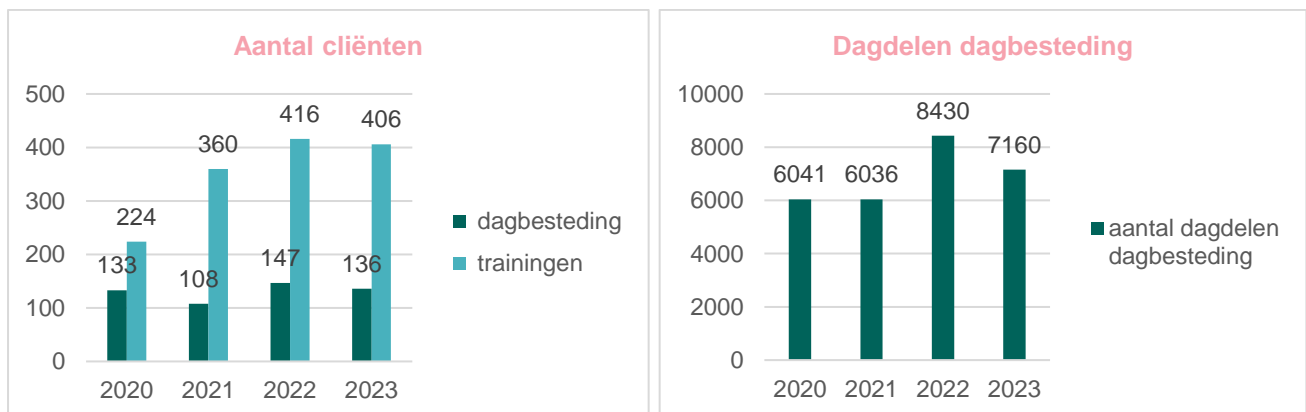 Aantal cliënten
500
400
300
200
100
0
224
360
416
406
133
108
147
136
2020 2021 2022 2023
dagbesteding
trainingen
Dagdelen dagbesteding
10000
8000
6000
4000
2000
0
6041 6036 8430 7160
2020 2021 2022 2023
aantal dagdelen
dagbesteding